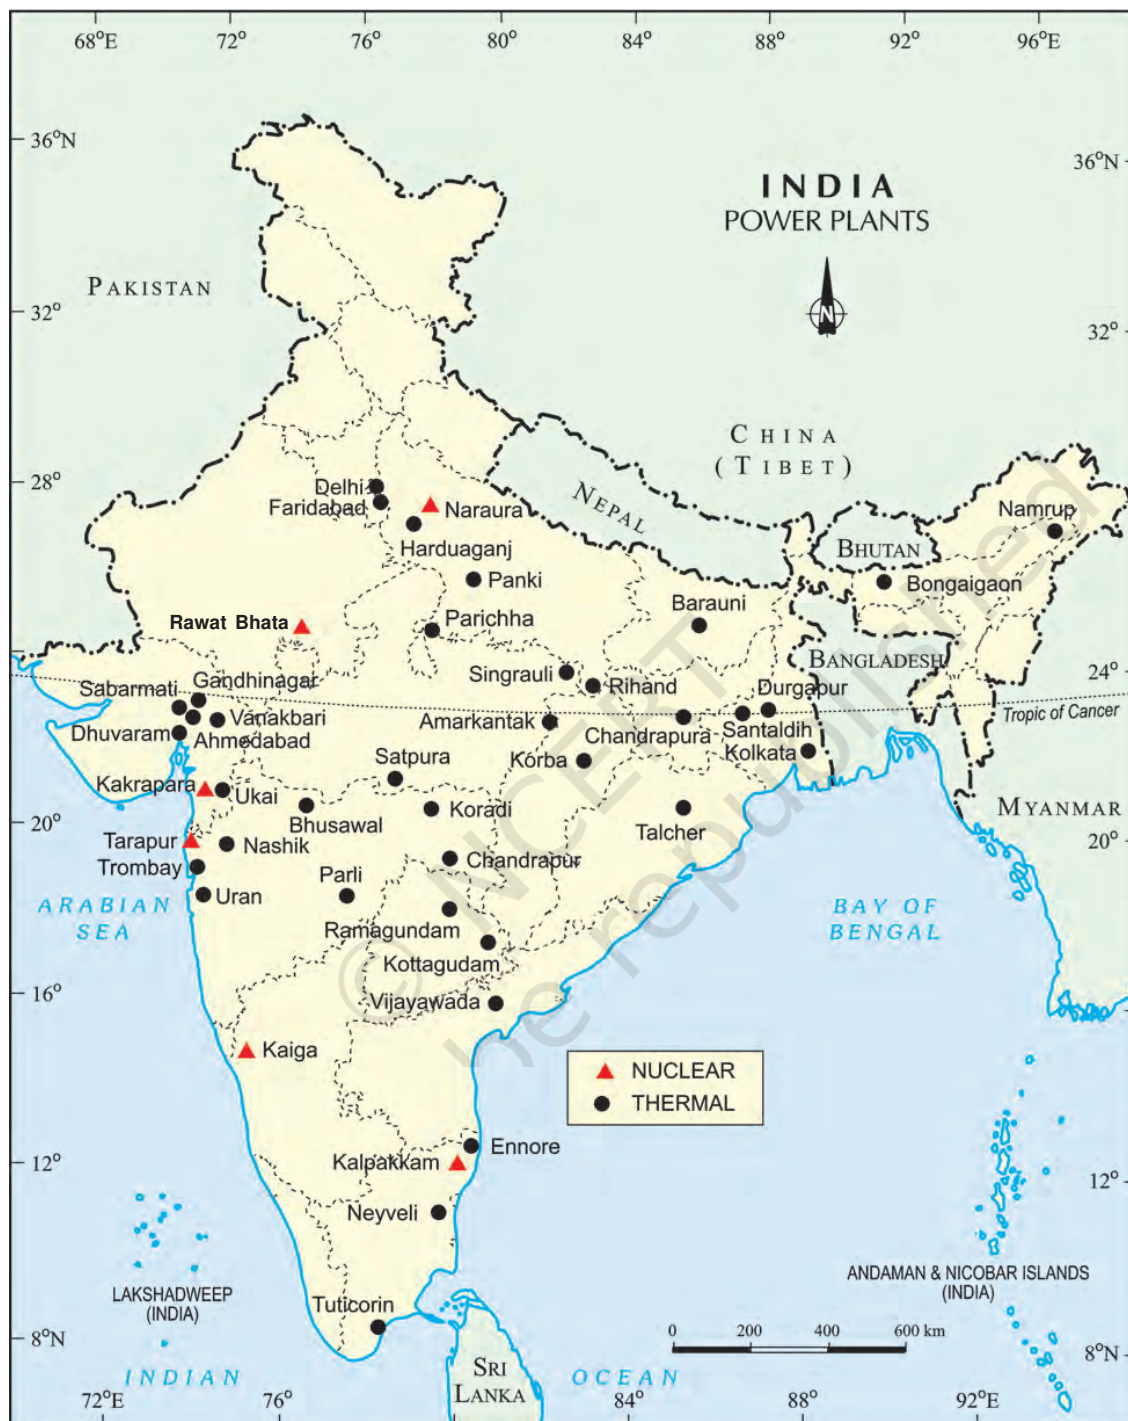 68°E 72° 76° 80° 84° 88° 92° 96°E
36°N
36°N
INDIA
POWER PLANTS
N
PAKISTAN
32°
32°
CHINA
(TIBET)
28°
28°
NEPAL
BHUTAN
Delhi
Faridabad
Naraura
Harduaganj
Namrup
Bongaigaon
Panki
Parichha
Barauni
Rawat Bhata
BANGLADESH
24°
Singrauli
Rihand
Durgapur
Sabarmati
Gandhinagar
Vanakbari
Ahmedabad
Dhuvaram
Amarkantak
Chandrapura
Santaldih
Kolkata
Tropic of Cancer
Satpura
Korba
Kakrapara
Ukai
Bhusawal
Koradi
Talcher
MYANMAR
20°
20°
Tarapur
Nashik
Trombay
Chandrapur
Parli
Uran
ARABIAN
SEA
BAY OF
BENGAL
Ramagundam
Kottagudam
16°
Vijayawada
Kaiga
NUCLEAR
THERMAL
Ennore
Kalpakkam
12°
12°
Neyveli
LAKSHADWEEP
(INDIA)
ANDAMAN & NICOBAR ISLANDS
(INDIA)
Tuticorin
0 200 400 600 km
8°N
8°N
INDIAN
SRI
LANKA
OCEAN
72°E 76° 84° 88° 92°E
© NCERT
be republished